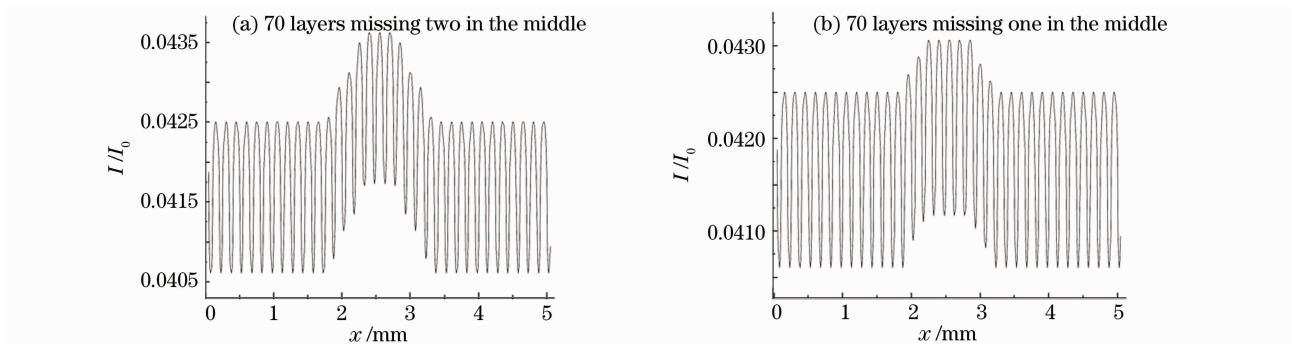 (a) 70 layers missing two in the middle
0.0435
0.0425
0.0415
0.0405
I/I0
0 1 2 3 4 5
x/mm
(b) 70 layers missing one in the middle
0.0430
0.0420
0.0410
I/I0
0 1 2 3 4 5
x/mm